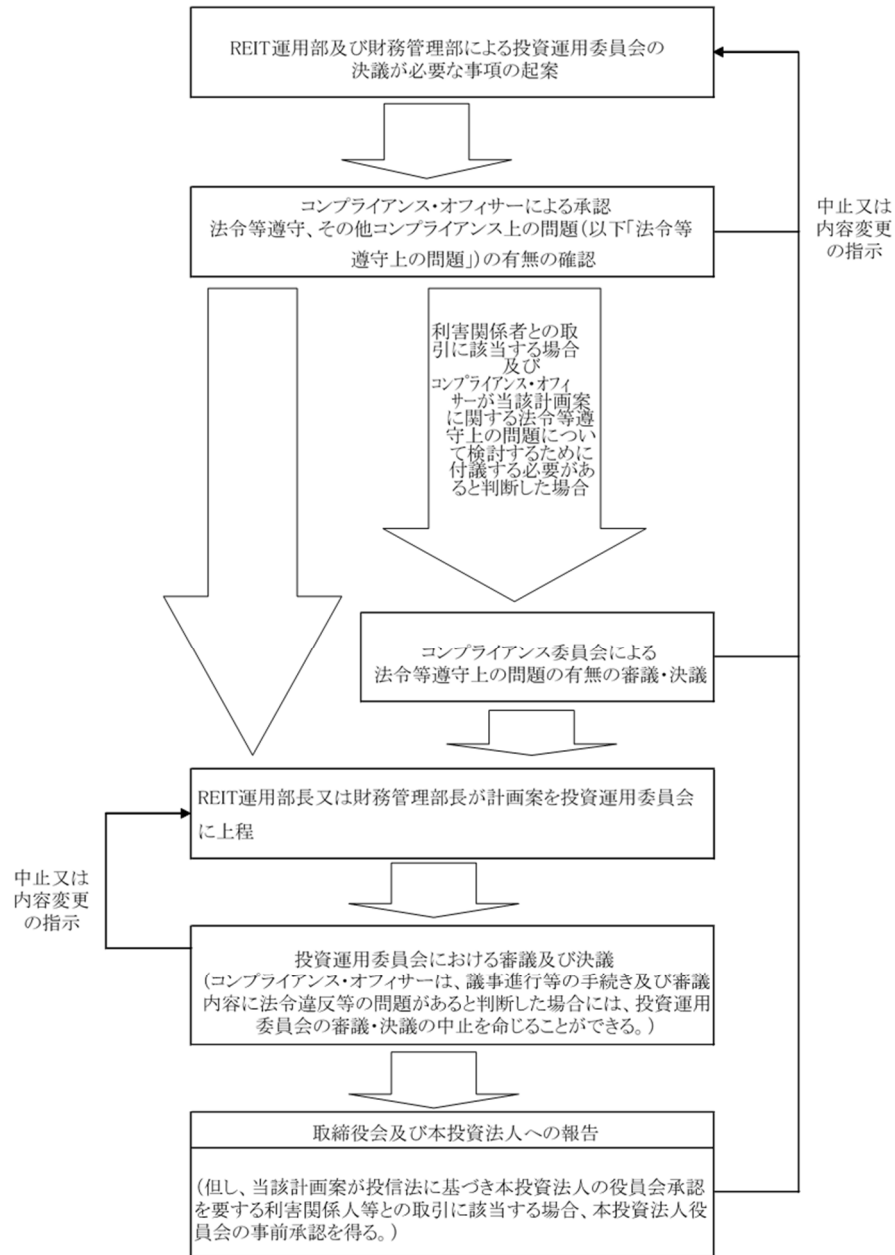 REIT運用部及び財務管理部による投資運用委員会の
決議が必要な事項の起案
コンプライアンス・オフィサーによる承認
法令等遵守、その他コンプライアンス上の問題(以下「法令等
遵守上の問題」)の有無の確認
中止又は
内容変更
の指示
利害関係者との取
引に該当する場合
及び
コンプライアンス・オフィ
サーが当該計画案
に関する法令等遵
守上の問題につい
て検討するために
付議する必要があ
ると判断した場合
コンプライアンス委員会による
法令等遵守上の問題の有無の審議・決議
REIT運用部長又は財務管理部長が計画案を投資運用委員会
に上程
中止又は
内容変更
の指示
投資運用委員会における審議及び決議
(コンプライアンス・オフィサーは、議事進行等の手続き及び審議
内容に法令違反等の問題があると判断した場合には、投資運用
委員会の審議・決議の中止を命じることができる。)
取締役会及び本投資法人への報告
(但し、当該計画案が投信法に基づき本投資法人の役員会承認
を要する利害関係人等との取引に該当する場合、本投資法人役
員会の事前承認を得る。)